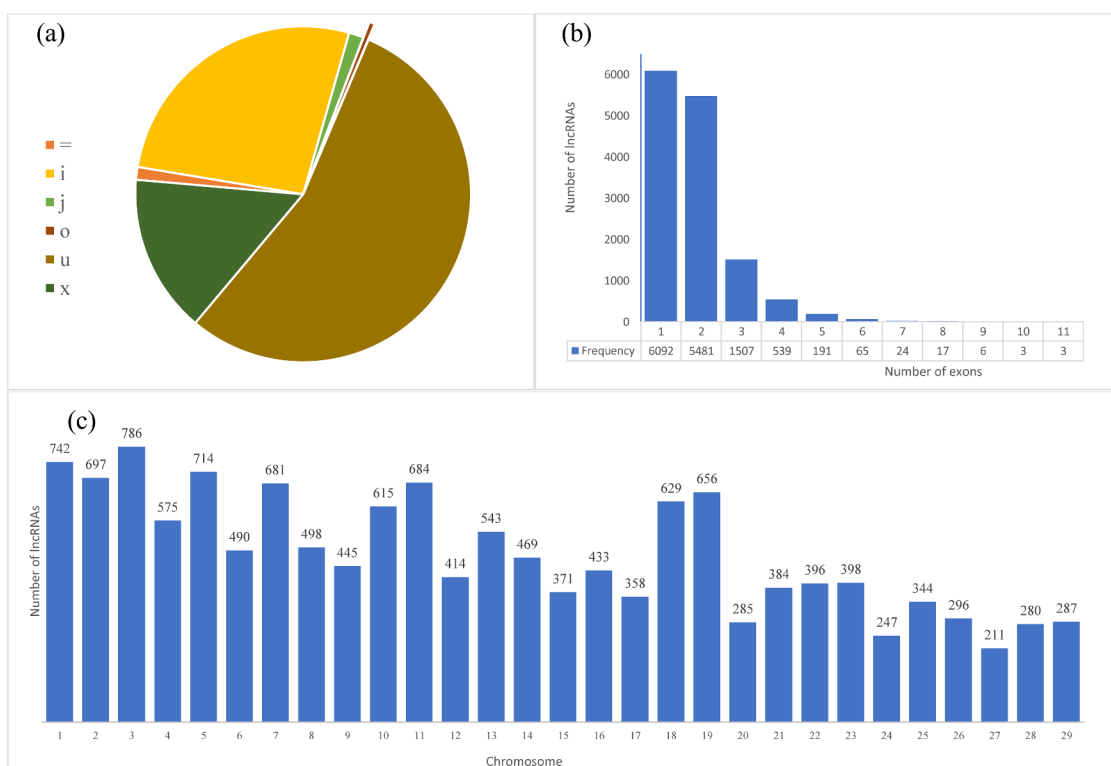 (a)
=
i
j
o
u
x
(b)
Number of lncRNAs
6000
5000
4000
3000
2000
1000
0
1 2 3 4 5 6 7 8 9 10 11
Frequency 6092 5481 1507 539 191 65 24 17 6 3 3
Number of exons
(c)
Number of lncRNAs
742 697 786 575 714 490 681 498 445 615 684 414 543 469 371 433 358 629 656 285 384 396 398 247 344 296 211 280 287
1 2 3 4 5 6 7 8 9 10 11 12 13 14 15 16 17 18 19 20 21 22 23 24 25 26 27 28 29
Chromosome